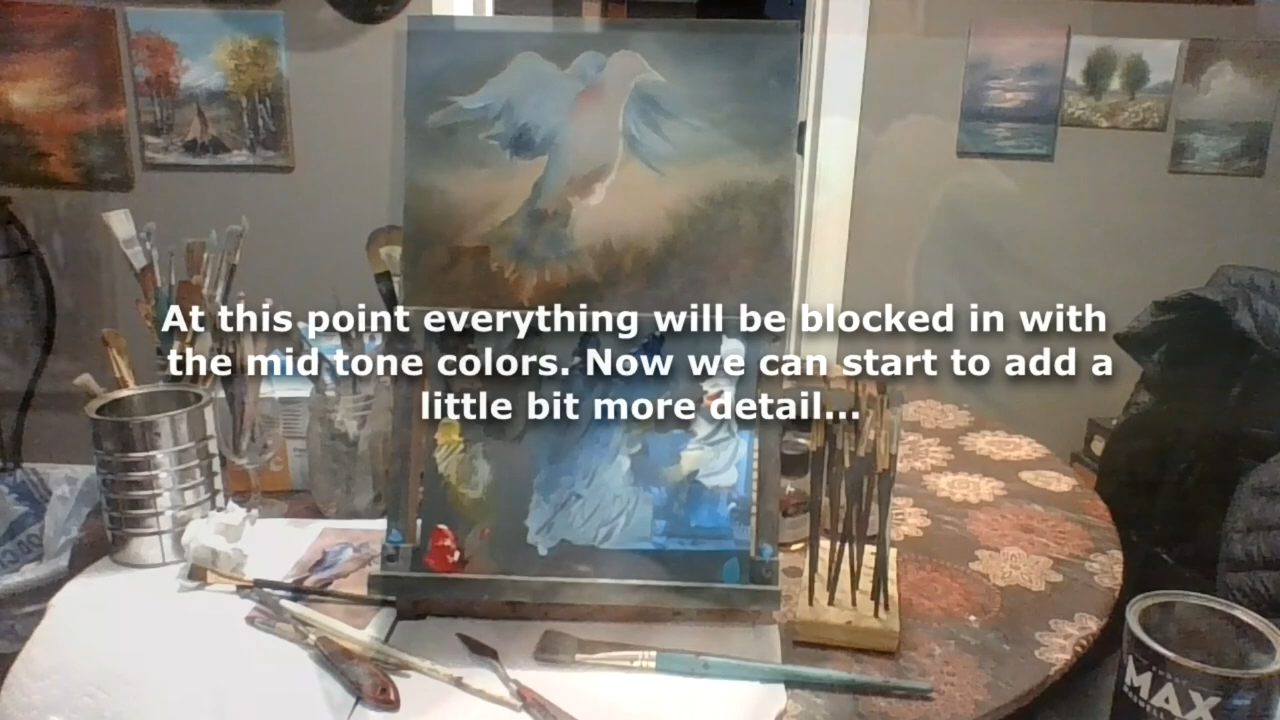 At this point everything will be blocked in with
the mid tone colors. Now we can start to add a
little bit more detail...
MAX